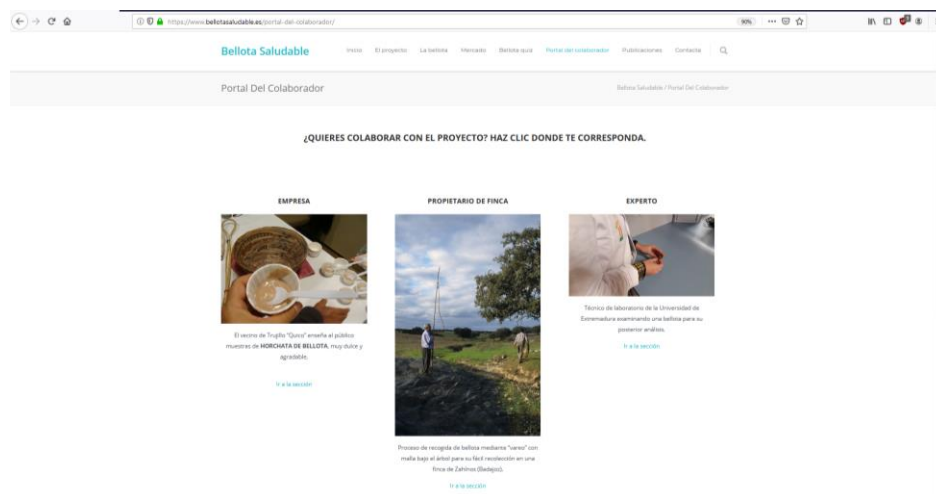 https://www.bellotasaludable.es/portal-del-colaborador/
90%
Bellota Saludable
Inicio El proyecto La bellota Mercado Bellota quiz Portal del colaborador Publicaciones Contacta
Portal Del Colaborador
Bellota Saludable / Portal Del Colaborador
¿QUIERES COLABORAR CON EL PROYECTO? HAZ CLIC DONDE TE CORRESPONDA.
EMPRESA
El vecino de Trujillo "Quico" enseña al público
muestras de HORCHATA DE BELLOTA, muy dulce y
agradable.
Ir a la sección
PROPIETARIO DE FINCA
Proceso de recogida de bellota mediante "vareo" con
malla bajo el árbol para su fácil recolección en una
finca de Zahínos (Badajoz).
Ir a la sección
EXPERTO
Técnico de laboratorio de la Universidad de
Extremadura examinando una bellota para su
posterior análisis.
Ir a la sección